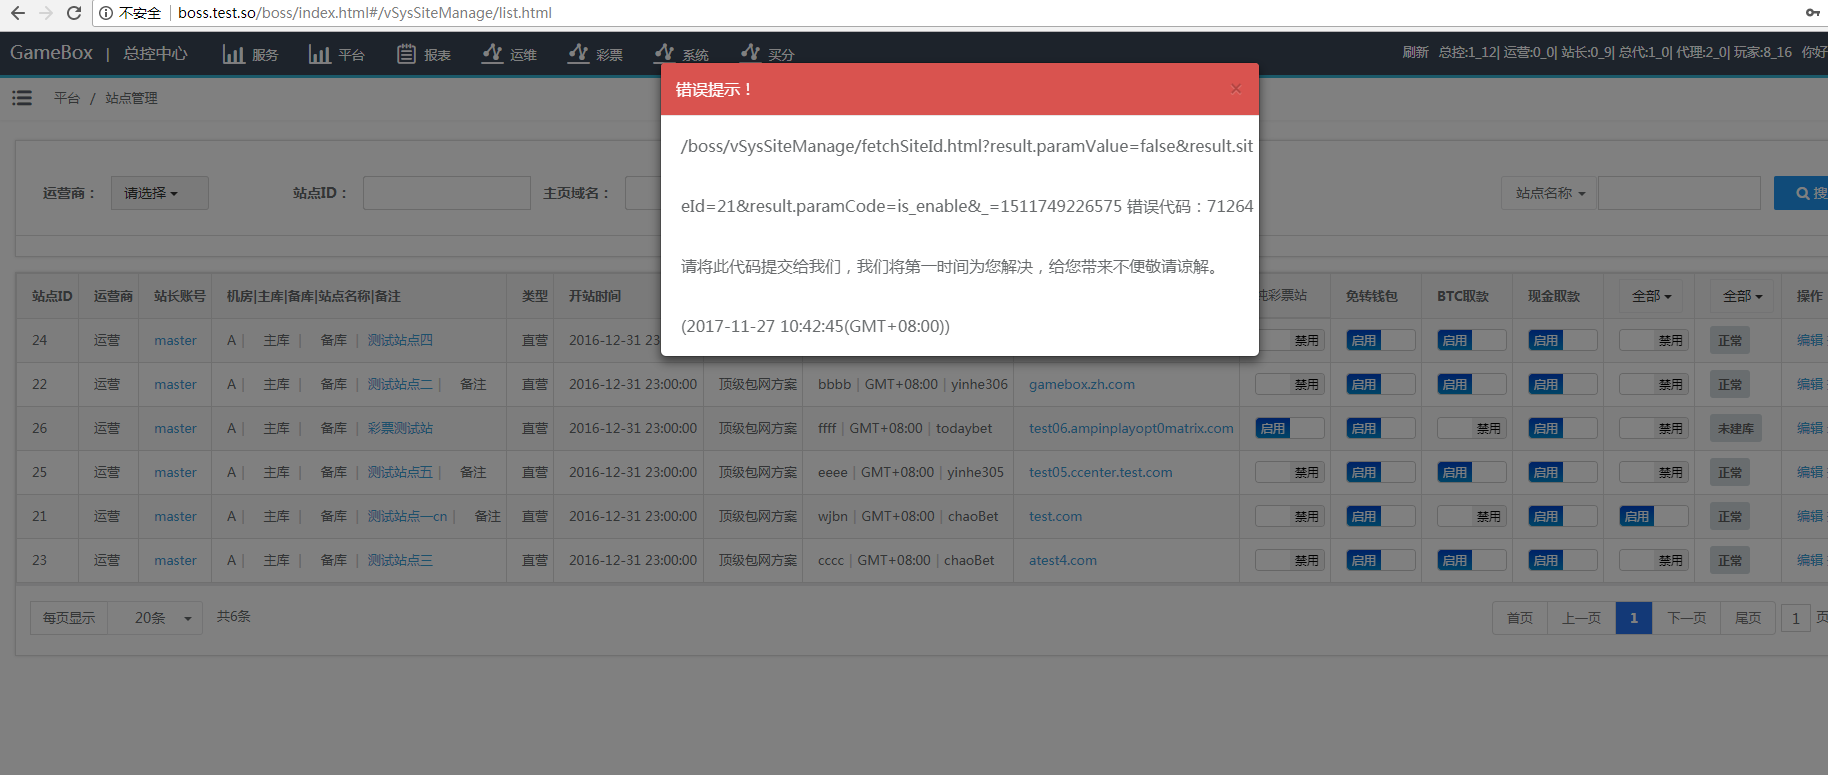 不安全 boss.test.so/boss/index.html#/vSysSiteManage/list.html
GameBox | 总控中心 服务 平台 报表 运维 彩票 系统 买分 刷新 总控:1_12| 运营:0_0| 站长:0_9| 总代:1_0| 代理:2_0| 玩家:8_16 你好
平台 / 站点管理
错误提示！ ×
/boss/vSysSiteManage/fetchSiteId.html?result.paramValue=false&result.sit
eId=21&result.paramCode=is_enable&_=1511749226575 错误代码：71264
请将此代码提交给我们，我们将第一时间为您解决，给您带来不便敬请谅解。
(2017-11-27 10:42:45(GMT+08:00))
运营商： 请选择 站点ID： 主页域名： 站点名称 搜
站点ID 运营商 站长账号 机房|主库|备库|站点名称|备注 类型 开站时间 纯彩票站 免转钱包 BTC取款 现金取款 全部 全部 操作
24 运营 master A | 主库 | 备库 | 测试站点四 直营 2016-12-31 23 禁用 启用 启用 启用 禁用 正常 编辑
22 运营 master A | 主库 | 备库 | 测试站点二 | 备注 直营 2016-12-31 23:00:00 顶级包网方案 bbbb | GMT+08:00 | yinhe306 gamebox.zh.com 禁用 启用 启用 启用 禁用 正常 编辑
26 运营 master A | 主库 | 备库 | 彩票测试站 直营 2016-12-31 23:00:00 顶级包网方案 ffff | GMT+08:00 | todaybet test06.ampinplayopt0matrix.com 启用 启用 禁用 启用 禁用 未建库 编辑
25 运营 master A | 主库 | 备库 | 测试站点五 | 备注 直营 2016-12-31 23:00:00 顶级包网方案 eeee | GMT+08:00 | yinhe305 test05.ccenter.test.com 禁用 启用 启用 启用 禁用 正常 编辑
21 运营 master A | 主库 | 备库 | 测试站点一cn | 备注 直营 2016-12-31 23:00:00 顶级包网方案 wjbn | GMT+08:00 | chaoBet test.com 禁用 启用 禁用 启用 启用 正常 编辑
23 运营 master A | 主库 | 备库 | 测试站点三 直营 2016-12-31 23:00:00 顶级包网方案 cccc | GMT+08:00 | chaoBet atest4.com 禁用 启用 启用 启用 禁用 正常 编辑
每页显示 20条 共6条 首页 上一页 1 下一页 尾页 1 页